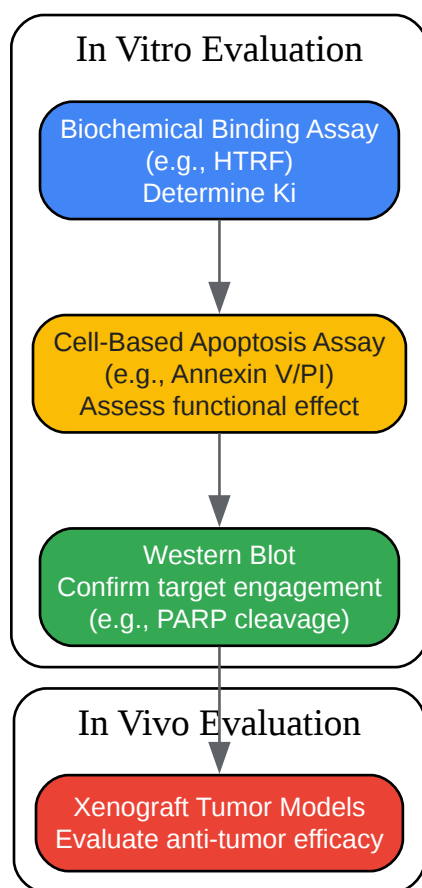 In Vitro Evaluation
Biochemical Binding Assay
(e.g., HTRF)
Determine Ki
Cell-Based Apoptosis Assay
(e.g., Annexin V/PI)
Assess functional effect
Western Blot
Confirm target engagement
(e.g., PARP cleavage)
In Vivo Evaluation
Xenograft Tumor Models
Evaluate anti-tumor efficacy